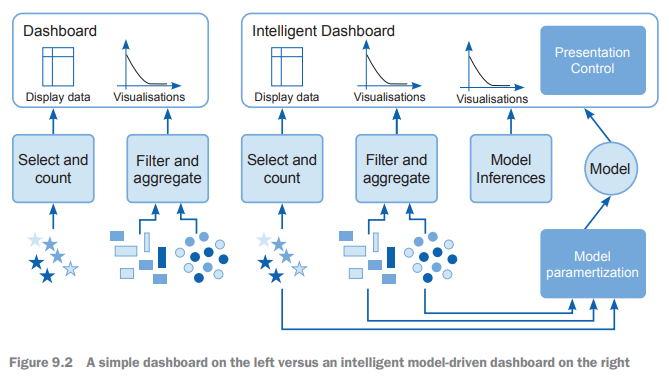 Dashboard
Display data
Visualisations
Select and
count
Filter and
aggregate
Intelligent Dashboard
Display data
Visualisations
Visualisations
Presentation
Control
Select and
count
Filter and
aggregate
Model
Inferences
Model
Model
paramertization
Figure 9.2 A simple dashboard on the left versus an intelligent model-driven dashboard on the right